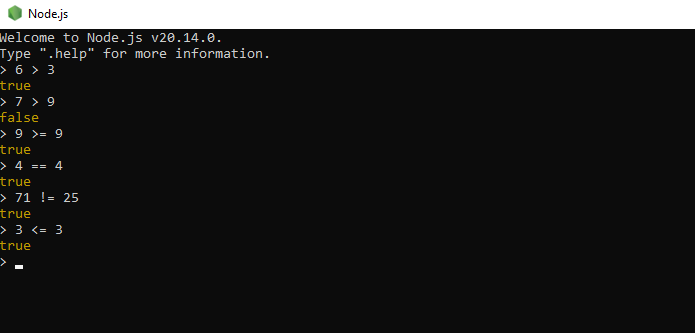 Node.js
Welcome to Node.js v20.14.0.
Type ".help" for more information.
> 6 > 3
true
> 7 > 9
false
> 9 >= 9
true
> 4 == 4
true
> 71 != 25
true
> 3 <= 3
true
>